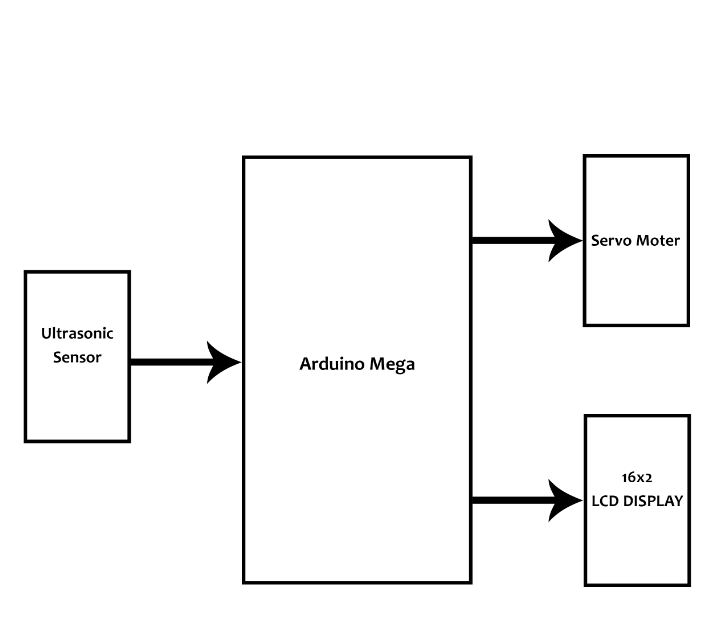 Ultrasonic
Sensor
Arduino Mega
Servo Moter
16x2
LCD DISPLAY